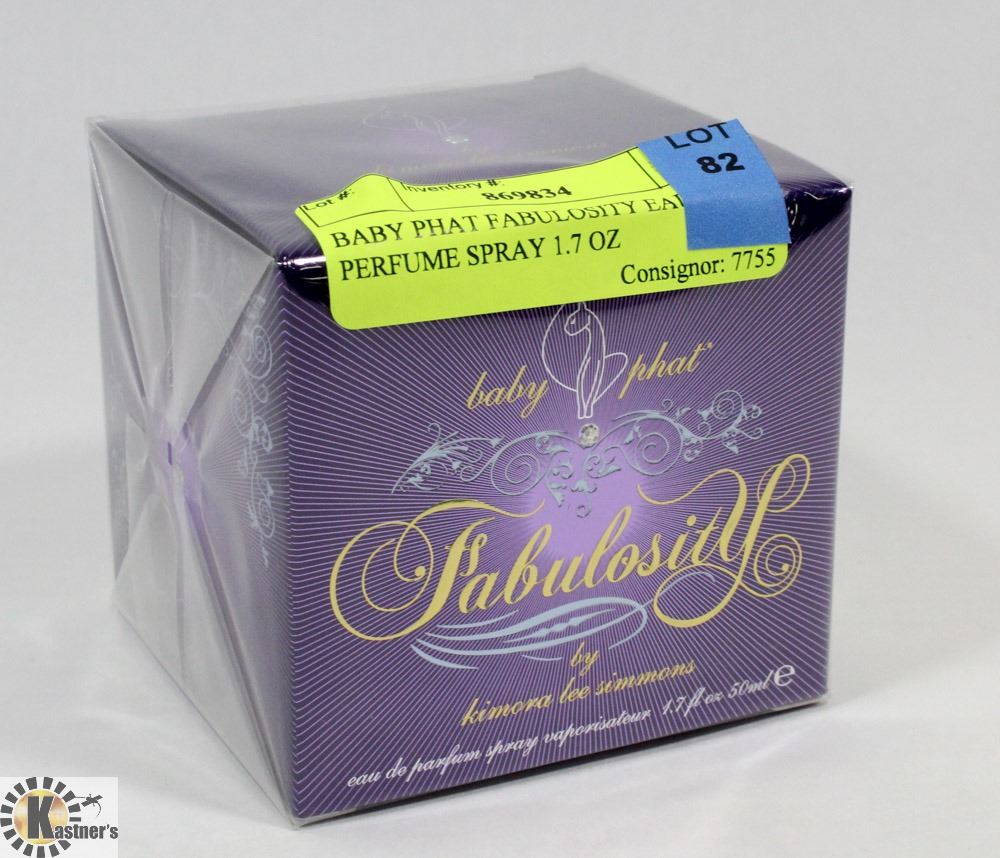 LOT
82
Lot #:
Inventory #:
869834
BABY PHAT FABULOSITY EA
PERFUME SPRAY 1.7 OZ
Consignor: 7755
baby phat
Fabulosity
by
kimora lee simmons
eau de parfum spray vaporisateur 1.7 fl oz 50ml e
KASTNER'S